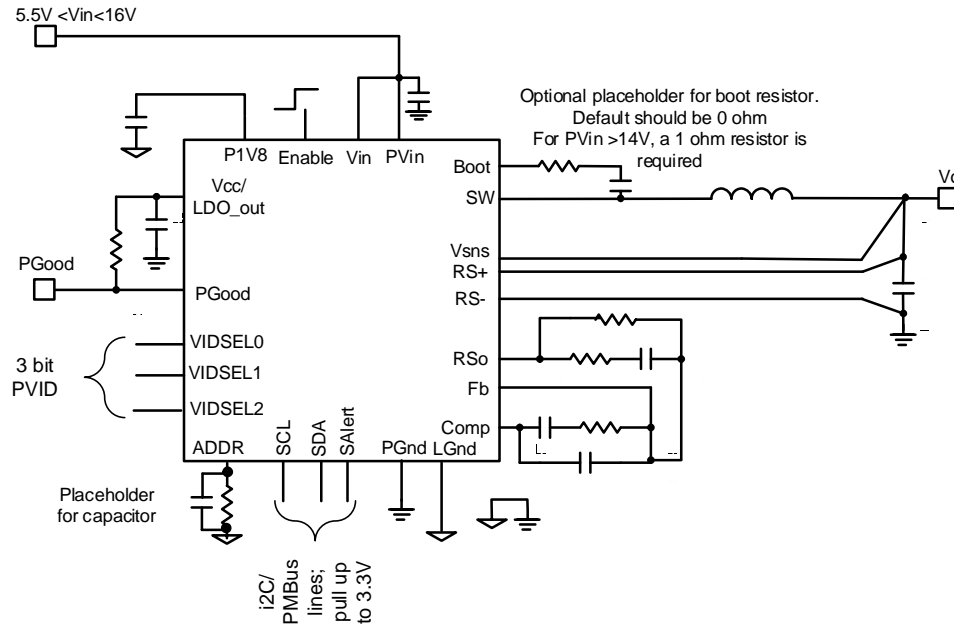 5.5V <Vin<16V
Optional placeholder for boot resistor.
Default should be 0 ohm
For PVin >14V, a 1 ohm resistor is
required
P1V8
Enable
Vin
PVin
Boot
SW
Vcc/
LDO_out
Vsns
RS+
RS-
PGood
PGood
VIDSEL0
VIDSEL1
VIDSEL2
3 bit
PVID
RSo
Fb
Comp
ADDR
SCL
SDA
SAlert
PGnd
LGnd
Placeholder
for capacitor
i2C/
PMBus
lines;
pull up
to 3.3V